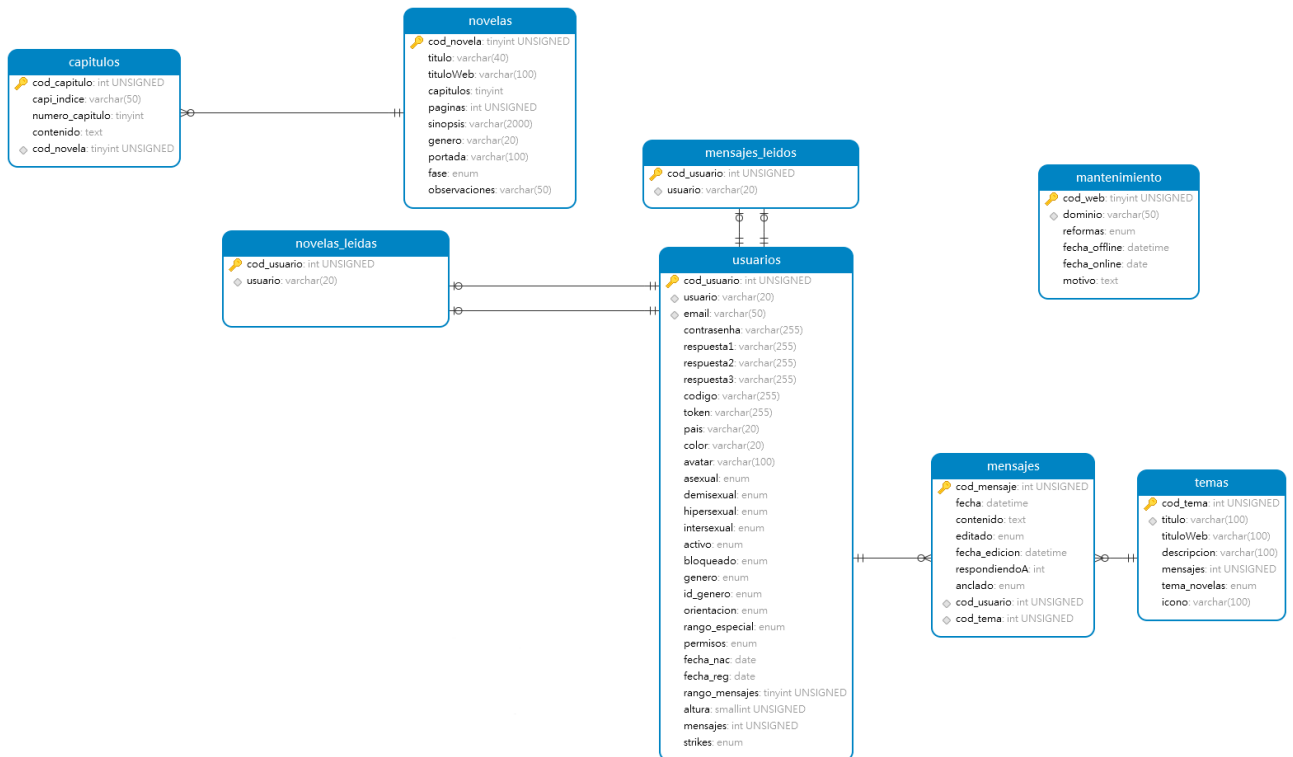 novelas
cod_novela: tinyint UNSIGNED
titulo: varchar(40)
tituloWeb: varchar(100)
capitulos: tinyint
paginas: int UNSIGNED
sinopsis: varchar(2000)
genero: varchar(20)
portada: varchar(100)
fase: enum
observaciones: varchar(50)
capitulos
cod_capitulo: int UNSIGNED
capi_indice: varchar(50)
numero_capitulo: tinyint
contenido: text
cod_novela: tinyint UNSIGNED
mensajes_leidos
cod_usuario: int UNSIGNED
usuario: varchar(20)
mantenimiento
cod_web: tinyint UNSIGNED
dominio: varchar(50)
reformas: enum
fecha_offline: datetime
fecha_online: date
motivo: text
novelas_leidas
cod_usuario: int UNSIGNED
usuario: varchar(20)
usuarios
cod_usuario: int UNSIGNED
usuario: varchar(20)
email: varchar(50)
contrasenha: varchar(255)
respuesta1: varchar(255)
respuesta2: varchar(255)
respuesta3: varchar(255)
codigo: varchar(255)
token: varchar(255)
pais: varchar(20)
color: varchar(20)
avatar: varchar(100)
asexual: enum
demisexual: enum
hipersexual: enum
intersexual: enum
activo: enum
bloqueado: enum
genero: enum
id_genero: enum
orientacion: enum
rango_especial: enum
permisos: enum
fecha_nac: date
fecha_reg: date
rango_mensajes: tinyint UNSIGNED
altura: smallint UNSIGNED
mensajes: int UNSIGNED
strikes: enum
mensajes
cod_mensaje: int UNSIGNED
fecha: datetime
contenido: text
editado: enum
fecha_edicion: datetime
respondiendoA: int
anclado: enum
cod_usuario: int UNSIGNED
cod_tema: int UNSIGNED
temas
cod_tema: int UNSIGNED
titulo: varchar(100)
tituloWeb: varchar(100)
descripcion: varchar(100)
mensajes: int UNSIGNED
tema_novelas: enum
icono: varchar(100)